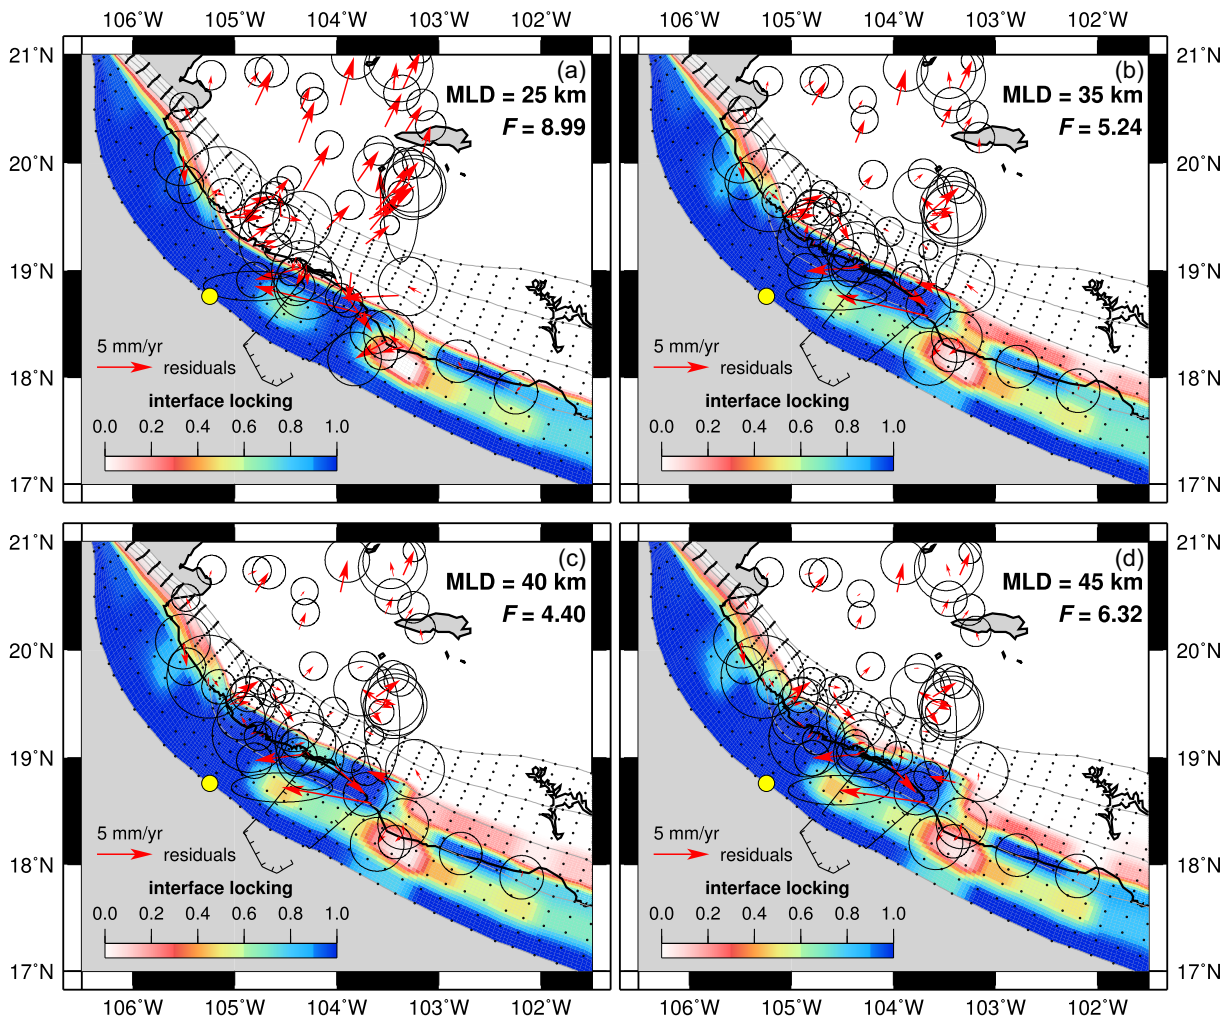 106˚W 105˚W 104˚W 103˚W 102˚W 106˚W 105˚W 104˚W 103˚W 102˚W
21˚N
20˚N
19˚N
18˚N
17˚N
(a)
MLD = 25 km
F = 8.99
5 mm/yr
residuals
interface locking
0.0 0.2 0.4 0.6 0.8 1.0
(b)
MLD = 35 km
F = 5.24
5 mm/yr
residuals
interface locking
0.0 0.2 0.4 0.6 0.8 1.0
21˚N
20˚N
19˚N
18˚N
17˚N
21˚N
20˚N
19˚N
18˚N
17˚N
(c)
MLD = 40 km
F = 4.40
5 mm/yr
residuals
interface locking
0.0 0.2 0.4 0.6 0.8 1.0
(d)
MLD = 45 km
F = 6.32
5 mm/yr
residuals
interface locking
0.0 0.2 0.4 0.6 0.8 1.0
21˚N
20˚N
19˚N
18˚N
17˚N
106˚W 105˚W 104˚W 103˚W 102˚W 106˚W 105˚W 104˚W 103˚W 102˚W